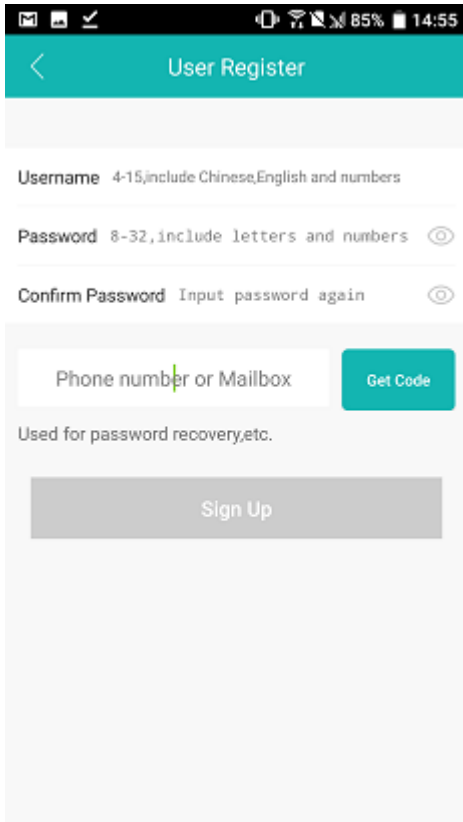 85% 14:55
User Register
Username 4-15,include Chinese,English and numbers
Password 8-32,include letters and numbers
Confirm Password Input password again
Phone number or Mailbox Get Code
Used for password recovery,etc.
Sign Up